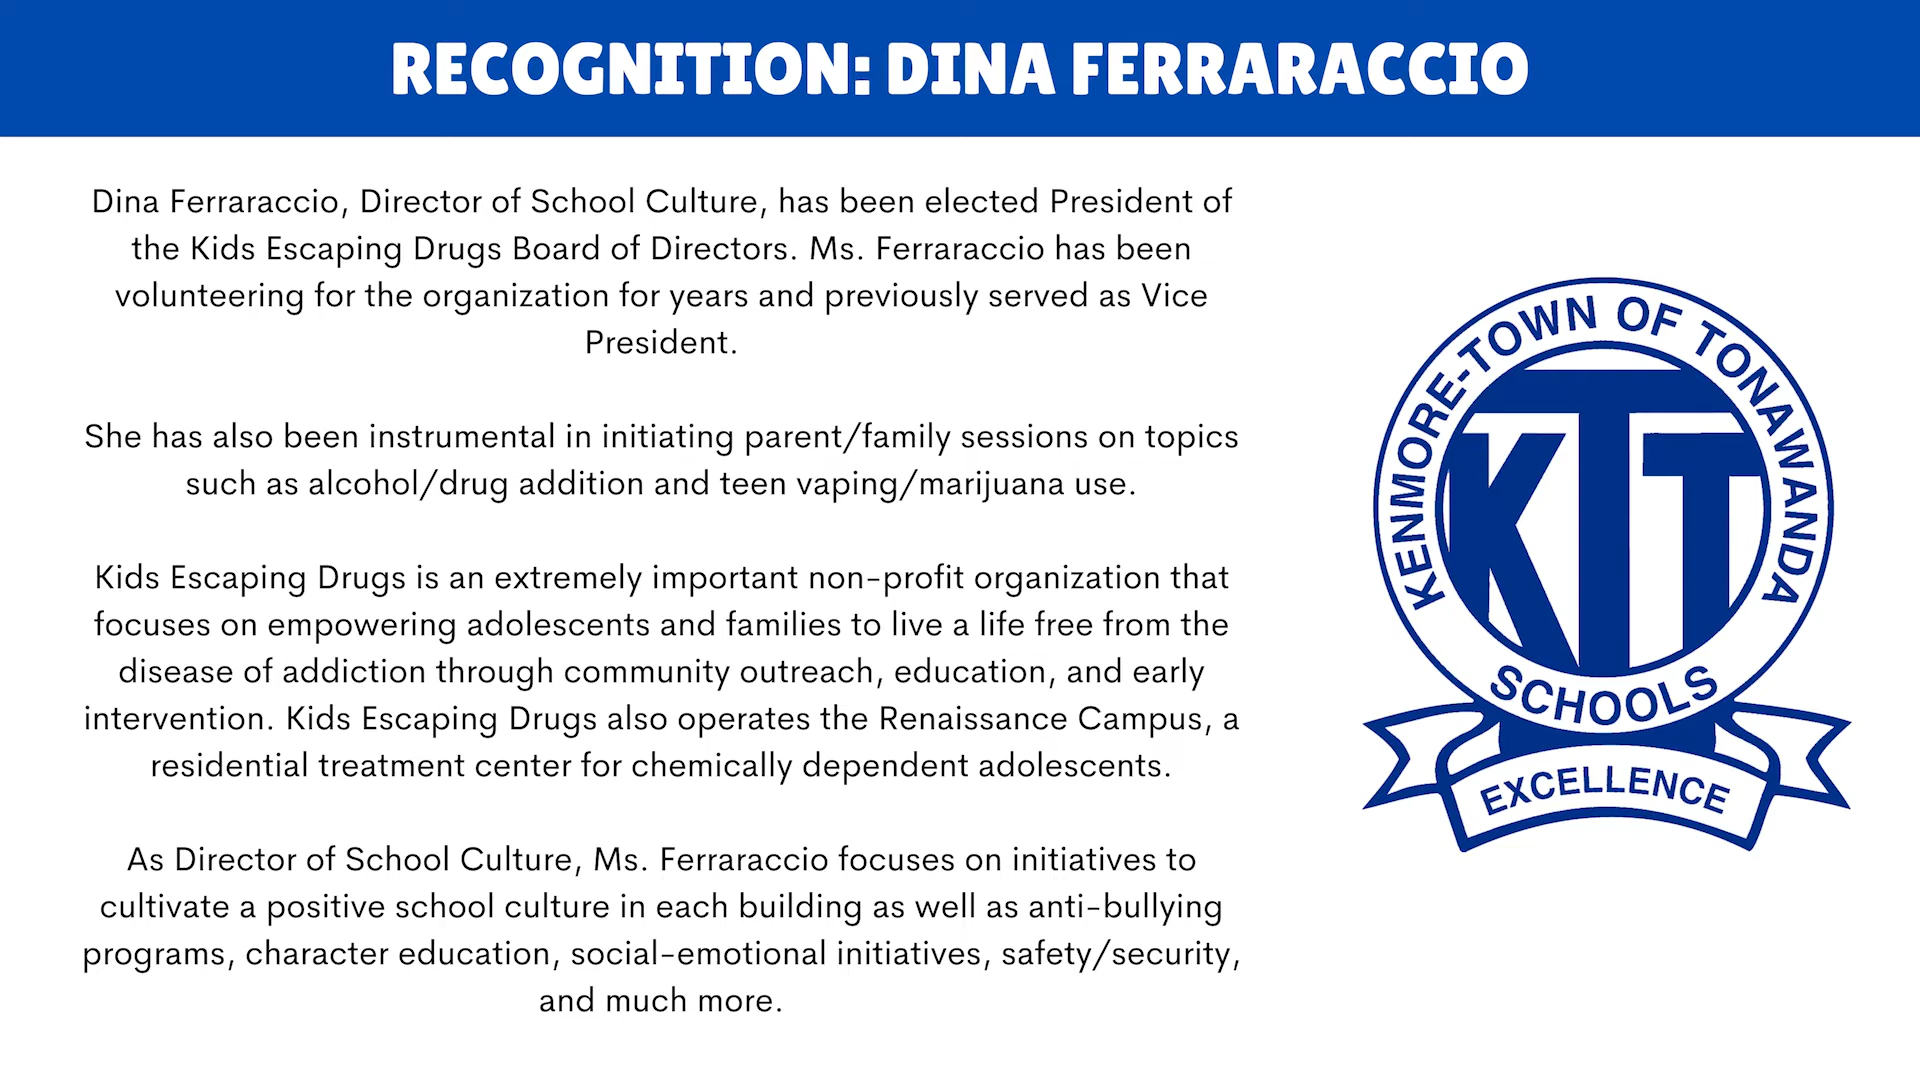 RECOGNITION: DINA FERRARACCIO
Dina Ferraraccio, Director of School Culture, has been elected President of
the Kids Escaping Drugs Board of Directors. Ms. Ferraraccio has been
volunteering for the organization for years and previously served as Vice
President.
She has also been instrumental in initiating parent/family sessions on topics
such as alcohol/drug addition and teen vaping/marijuana use.
Kids Escaping Drugs is an extremely important non-profit organization that
focuses on empowering adolescents and families to live a life free from the
disease of addiction through community outreach, education, and early
intervention. Kids Escaping Drugs also operates the Renaissance Campus, a
residential treatment center for chemically dependent adolescents.
As Director of School Culture, Ms. Ferraraccio focuses on initiatives to
cultivate a positive school culture in each building as well as anti-bullying
programs, character education, social-emotional initiatives, safety/security,
and much more.
KENMORE-TOWN OF TONAWANDA
KTT
SCHOOLS
EXCELLENCE